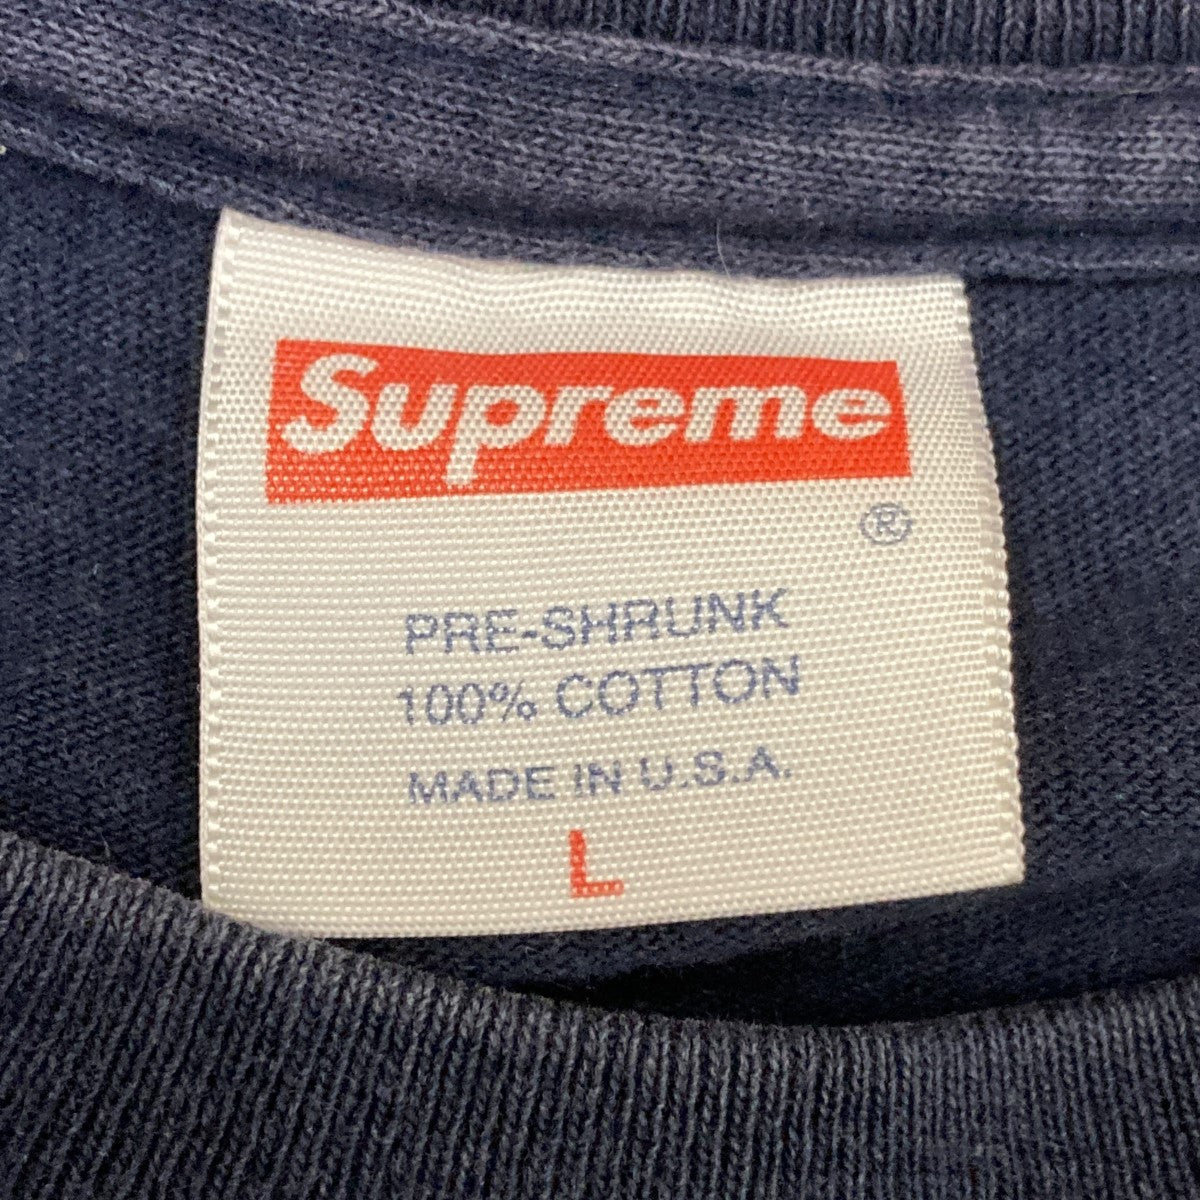 Supreme
®
PRE-SHRUNK
100% COTTON
MADE IN U.S.A.
L